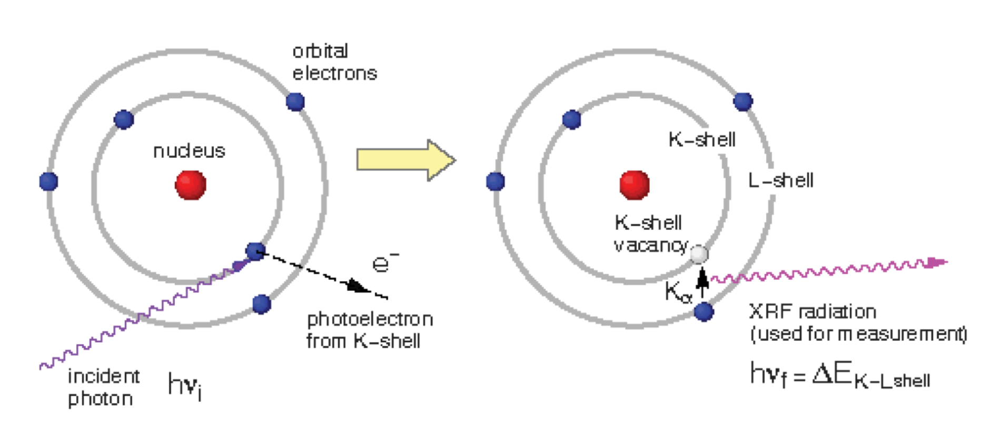 orbital
electrons
nucleus
e⁻
photoelectron
from K-shell
incident
photon
hνi
K-shell
L-shell
K-shell
vacancy
Kα
XRF radiation
(used for measurement)
hνf = ΔE K-Lshell